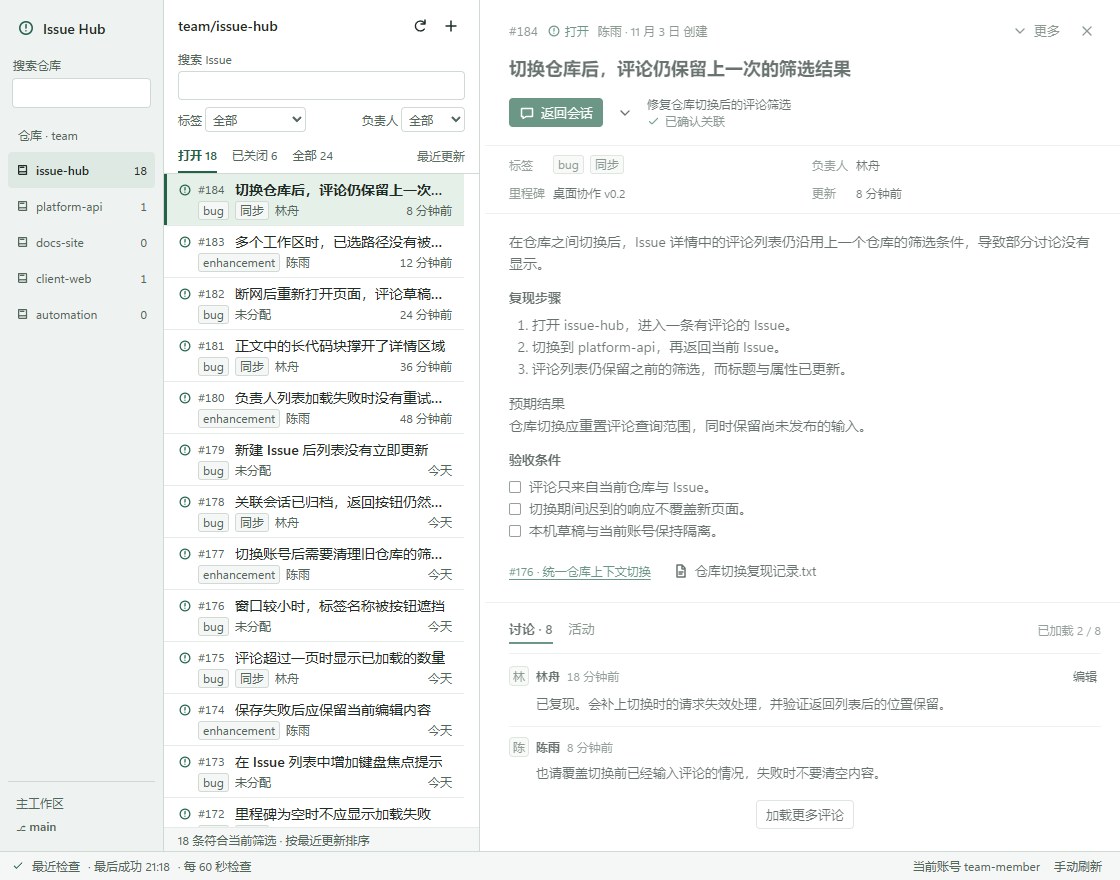 Issue Hub
搜索仓库
仓库 · team
issue-hub 18
platform-api 1
docs-site 0
client-web 1
automation 0
主工作区
main
team/issue-hub
搜索 Issue
标签 全部 负责人 全部
打开 18 已关闭 6 全部 24 最近更新
#184 切换仓库后，评论仍保留上一次...
bug 同步 林舟 8 分钟前
#183 多个工作区时，已选路径没有被...
enhancement 陈雨 12 分钟前
#182 断网后重新打开页面，评论草稿...
bug 未分配 24 分钟前
#181 正文中的长代码块撑开了详情区域
bug 同步 林舟 36 分钟前
#180 负责人列表加载失败时没有重试...
enhancement 陈雨 48 分钟前
#179 新建 Issue 后列表没有立即更新
bug 未分配 今天
#178 关联会话已归档，返回按钮仍然...
bug 同步 林舟 今天
#177 切换账号后需要清理旧仓库的筛...
enhancement 陈雨 今天
#176 窗口较小时，标签名称被按钮遮挡
bug 未分配 今天
#175 评论超过一页时显示已加载的数量
bug 同步 林舟 今天
#174 保存失败后应保留当前编辑内容
enhancement 陈雨 今天
#173 在 Issue 列表中增加键盘焦点提示
bug 未分配 今天
#172 里程碑为空时不应显示加载失败
18 条符合当前筛选 · 按最近更新排序
#184 打开 陈雨 · 11 月 3 日 创建 更多
切换仓库后，评论仍保留上一次的筛选结果
返回会话 修复仓库切换后的评论筛选
已确认关联
标签 bug 同步 负责人 林舟
里程碑 桌面协作 v0.2 更新 8 分钟前
在仓库之间切换后，Issue 详情中的评论列表仍沿用上一个仓库的筛选条件，导致部分讨论没有
显示。
复现步骤
1. 打开 issue-hub，进入一条有评论的 Issue。
2. 切换到 platform-api，再返回当前 Issue。
3. 评论列表仍保留之前的筛选，而标题与属性已更新。
预期结果
仓库切换应重置评论查询范围，同时保留尚未发布的输入。
验收条件
评论只来自当前仓库与 Issue。
切换期间迟到的响应不覆盖新页面。
本机草稿与当前账号保持隔离。
#176 · 统一仓库上下文切换 仓库切换复现记录.txt
讨论 · 8 活动 已加载 2 / 8
林 林舟 18 分钟前 编辑
已复现。会补上切换时的请求失效处理，并验证返回列表后的位置保留。
陈 陈雨 8 分钟前
也请覆盖切换前已经输入评论的情况，失败时不要清空内容。
加载更多评论
最近检查 · 最后成功 21:18 · 每 60 秒检查 当前账号 team-member 手动刷新